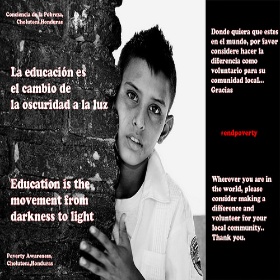 Conciencia de la Pobreza,
Choluteca,Honduras
La educación es
el cambio de
la oscuridad a la luz
Education is the
movement from
darkness to light
Poverty Awareness,
Choluteca,Honduras
Donde quiera que estes
en el mundo, por favor
considere hacer la
diferencia como
voluntario para su
comunidad local...
Gracias
#endpoverty
Wherever you are in
the world, please
consider making a
difference and
volunteer for your
local community..
Thank you.